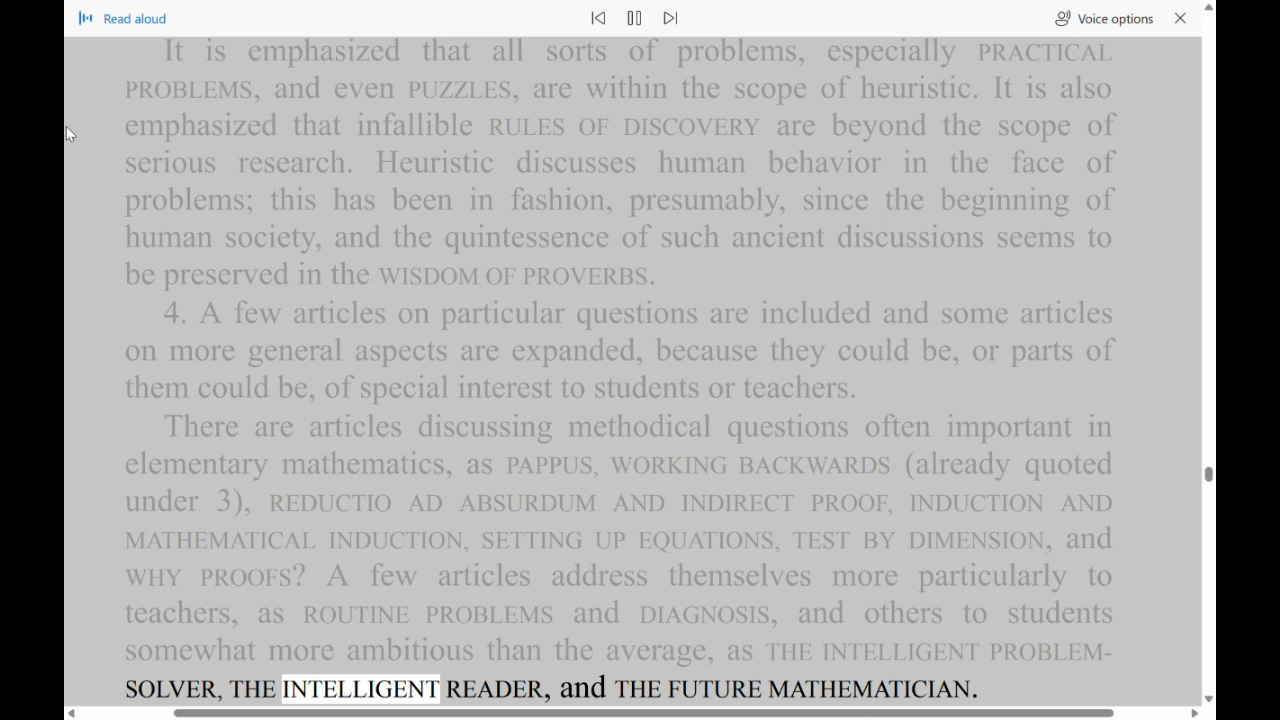 Read aloud
Voice options
It is emphasized that all sorts of problems, especially PRACTICAL
PROBLEMS, and even PUZZLES, are within the scope of heuristic. It is also
emphasized that infallible RULES OF DISCOVERY are beyond the scope of
serious research. Heuristic discusses human behavior in the face of
problems; this has been in fashion, presumably, since the beginning of
human society, and the quintessence of such ancient discussions seems to
be preserved in the WISDOM OF PROVERBS.
4. A few articles on particular questions are included and some articles
on more general aspects are expanded, because they could be, or parts of
them could be, of special interest to students or teachers.
There are articles discussing methodical questions often important in
elementary mathematics, as PAPPUS, WORKING BACKWARDS (already quoted
under 3), REDUCTIO AD ABSURDUM AND INDIRECT PROOF, INDUCTION AND
MATHEMATICAL INDUCTION, SETTING UP EQUATIONS, TEST BY DIMENSION, and
WHY PROOFS? A few articles address themselves more particularly to
teachers, as ROUTINE PROBLEMS and DIAGNOSIS, and others to students
somewhat more ambitious than the average, as THE INTELLIGENT PROBLEM-
SOLVER, THE INTELLIGENT READER, and THE FUTURE MATHEMATICIAN.